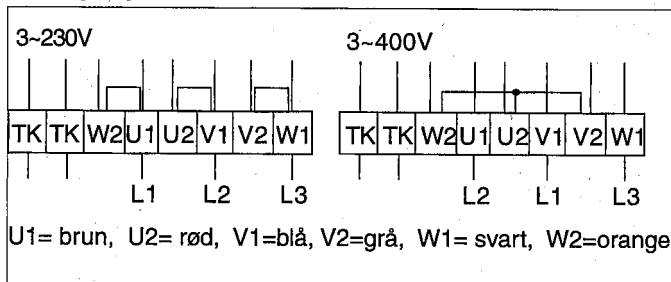 3~230V
3~400V
TK TK W2 U1 U2 V1 V2 W1
TK TK W2 U1 U2 V1 V2 W1
L1 L2 L3
L2 L1 L3
U1= brun, U2= rød, V1=blå, V2=grå, W1= svart, W2=orange